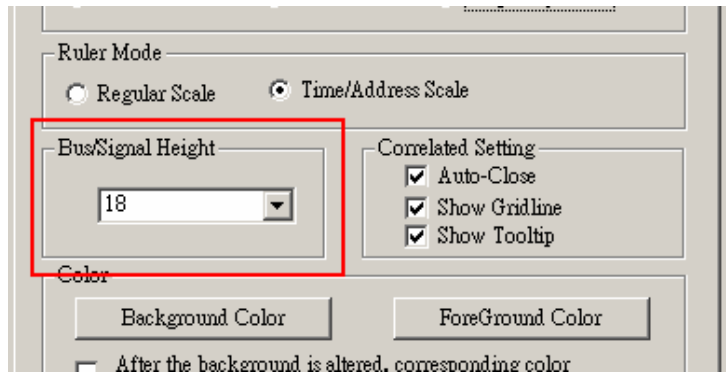 Ruler Mode
Regular Scale
Time/Address Scale
Bus/Signal Height
18
Correlated Setting
Auto-Close
Show Gridline
Show Tooltip
Color
Background Color
ForeGround Color
After the background is altered, corresponding color